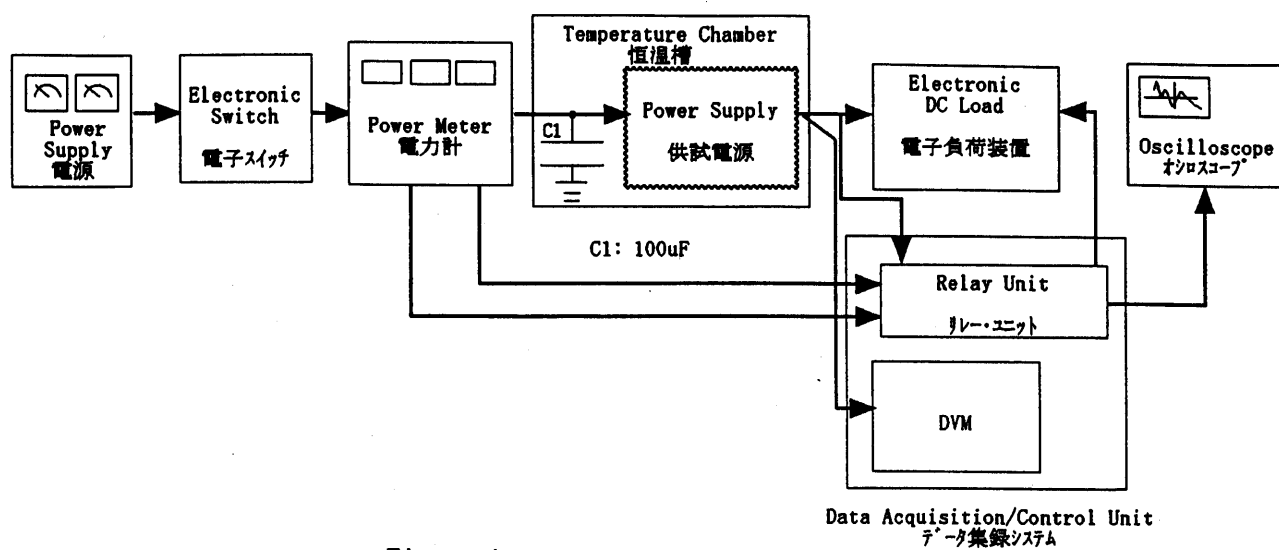 Power
Supply
電源
Electronic
Switch
電子スイッチ
Power Meter
電力計
Temperature Chamber
恒温槽
C1
Power Supply
供試電源
Electronic
DC Load
電子負荷装置
Oscilloscope
オシロスコープ
C1: 100uF
Relay Unit
リレー・ユニット
DVM
Data Acquisition/Control Unit
データ集録システム